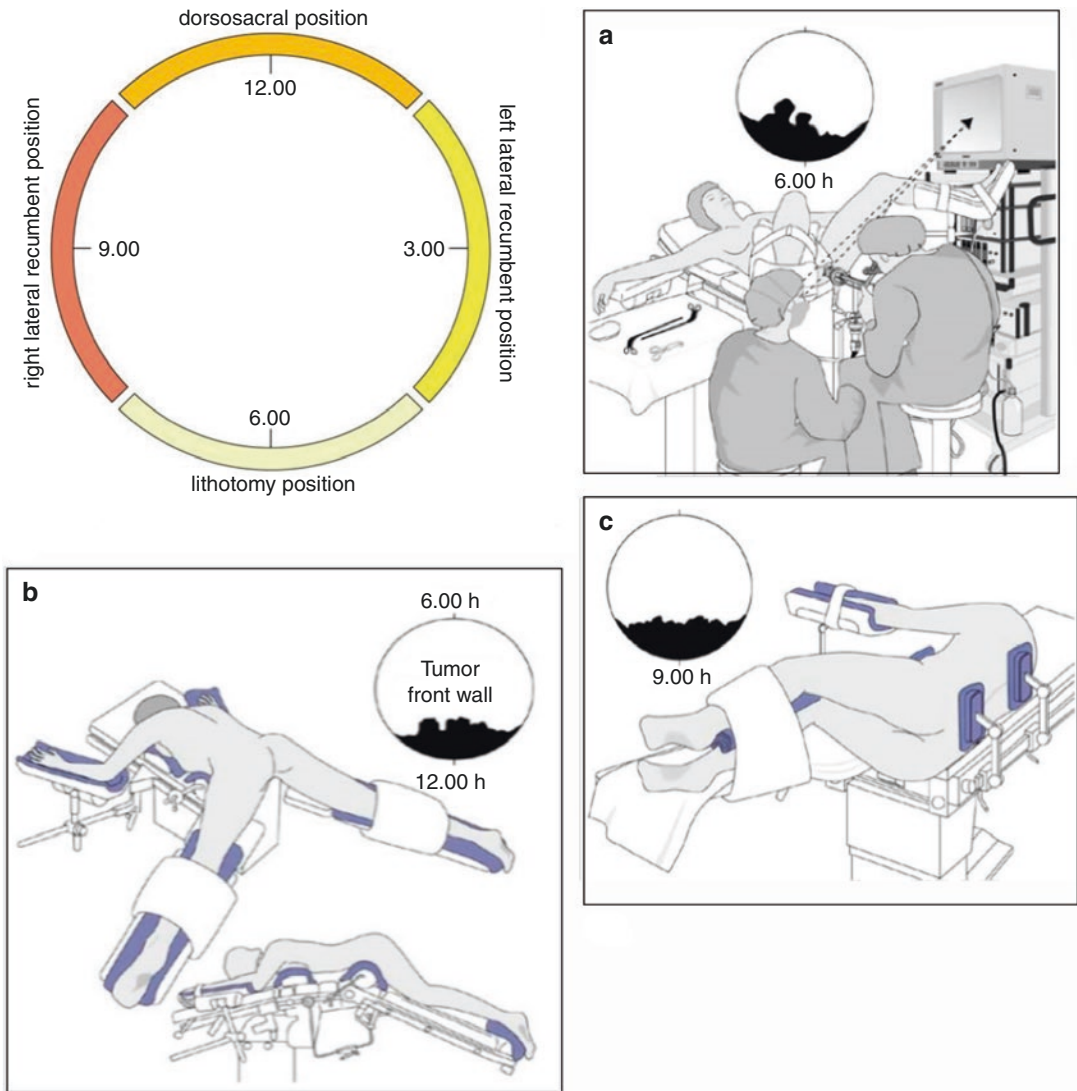 dorsosacral position
12.00
right lateral recumbent position
9.00
3.00
left lateral recumbent position
6.00
lithotomy position
a
6.00 h
b
6.00 h
Tumor
front wall
12.00 h
c
9.00 h